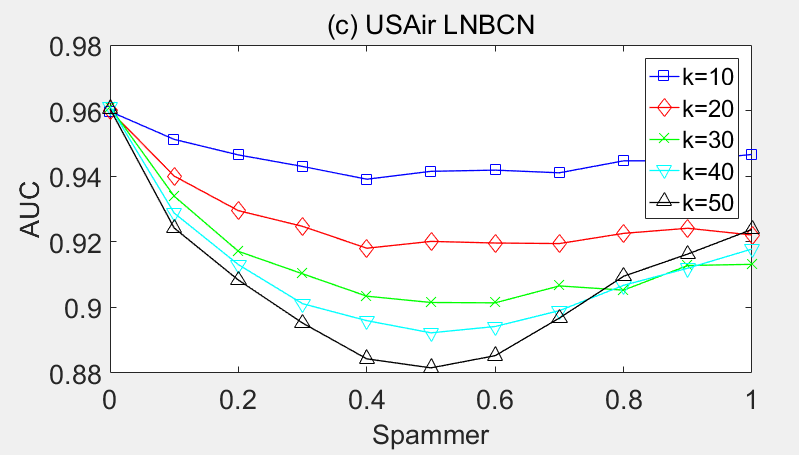 (c) USAir LNBCN
0.98
0.96
0.94
0.92
0.9
0.88
AUC
k=10
k=20
k=30
k=40
k=50
0 0.2 0.4 0.6 0.8 1
Spammer